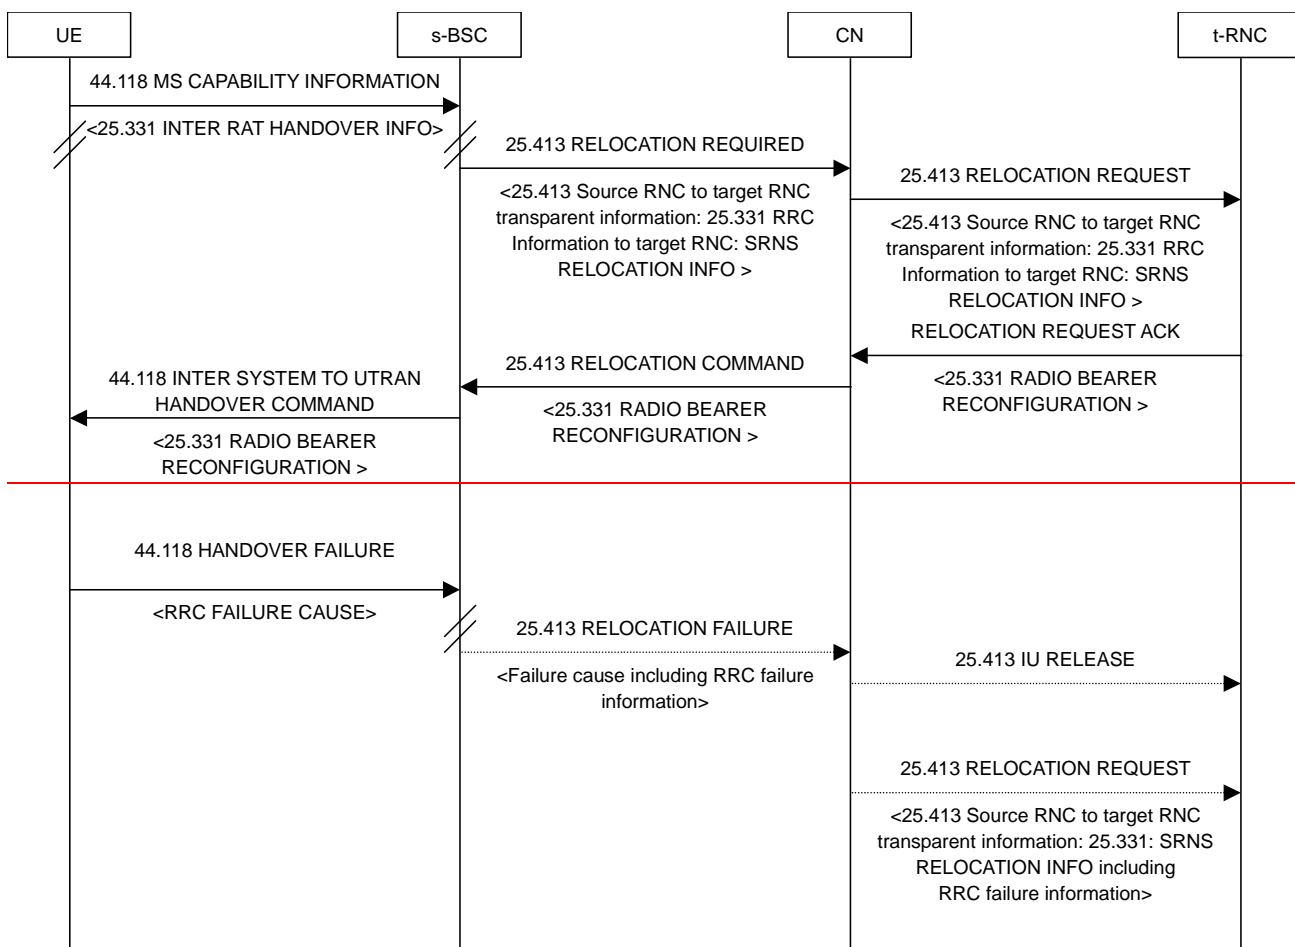 UE
s-BSC
CN
t-RNC
44.118 MS CAPABILITY INFORMATION
<25.331 INTER RAT HANDOVER INFO>
25.413 RELOCATION REQUIRED
<25.413 Source RNC to target RNC
transparent information: 25.331 RRC
Information to target RNC: SRNS
RELOCATION INFO >
25.413 RELOCATION REQUEST
<25.413 Source RNC to target RNC
transparent information: 25.331 RRC
Information to target RNC: SRNS
RELOCATION INFO >
RELOCATION REQUEST ACK
<25.331 RADIO BEARER
RECONFIGURATION >
25.413 RELOCATION COMMAND
<25.331 RADIO BEARER
RECONFIGURATION >
44.118 INTER SYSTEM TO UTRAN
HANDOVER COMMAND
<25.331 RADIO BEARER
RECONFIGURATION >
44.118 HANDOVER FAILURE
<RRC FAILURE CAUSE>
25.413 RELOCATION FAILURE
<Failure cause including RRC failure
information>
25.413 IU RELEASE
25.413 RELOCATION REQUEST
<25.413 Source RNC to target RNC
transparent information: 25.331: SRNS
RELOCATION INFO including
RRC failure information>